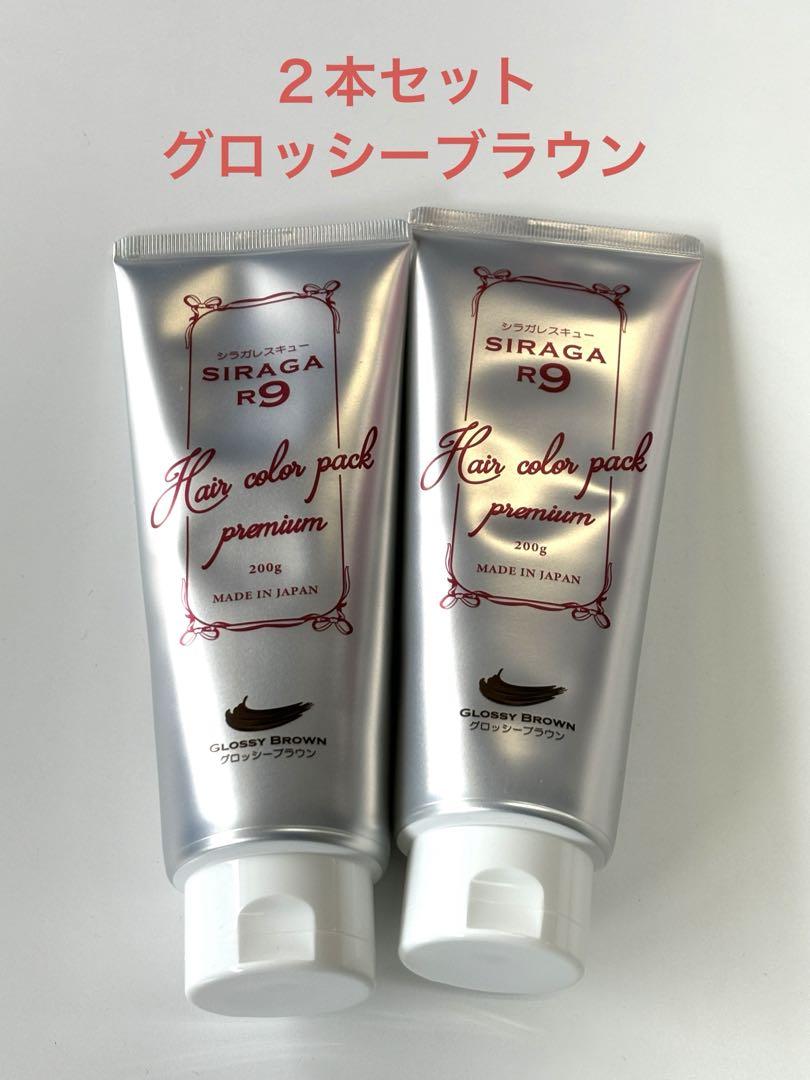 ２本セット
グロッシーブラウン
シラガレスキュー
SIRAGA
R9
Hair color pack
premium
200g
MADE IN JAPAN
GLOSSY BROWN
グロッシーブラウン
シラガレスキュー
SIRAGA
R9
Hair color pack
premium
200g
MADE IN JAPAN
GLOSSY BROWN
グロッシーブラウン